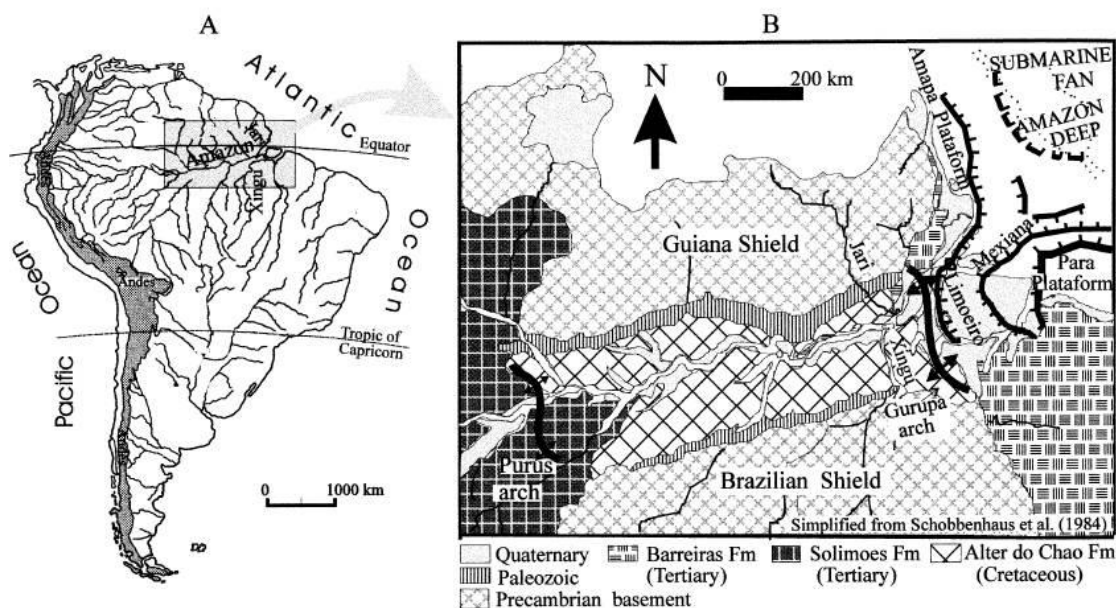 A
Atlantic
Ocean
Equator
Jari
Amazon
Xingu
Andes
Ocean
Pacific
Tropic of
Capricorn
0 1000 km
B
N
0 200 km
SUBMARINE
FAN
AMAZON
DEEP
Amapa
Plataform
Guiana Shield
Jari
Mexiana
Limoeiro
Para
Plataform
Xingu
Gurupa
arch
Purus
arch
Brazilian Shield
Simplified from Schobbenhaus et al. (1984)
Quaternary
Barreiras Fm
(Tertiary)
Solimoes Fm
(Tertiary)
Alter do Chao Fm
(Cretaceous)
Paleozoic
Precambrian basement